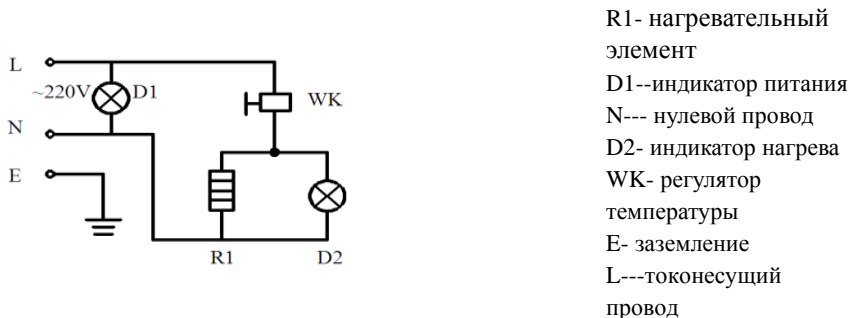 L
~220V
D1
WK
N
E
R1
D2
R1- нагревательный
элемент
D1--индикатор питания
N--- нулевой провод
D2- индикатор нагрева
WK- регулятор
температуры
E- заземление
L---токонесущий
провод